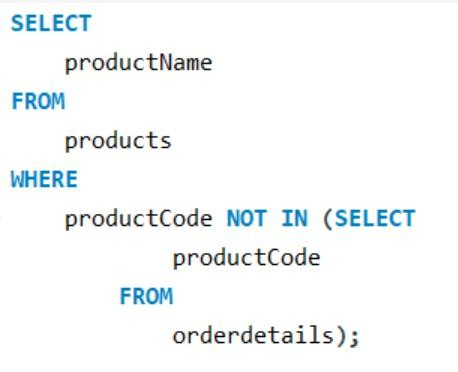 SELECT
productName
FROM
products
WHERE
productCode NOT IN (SELECT
productCode
FROM
orderdetails);